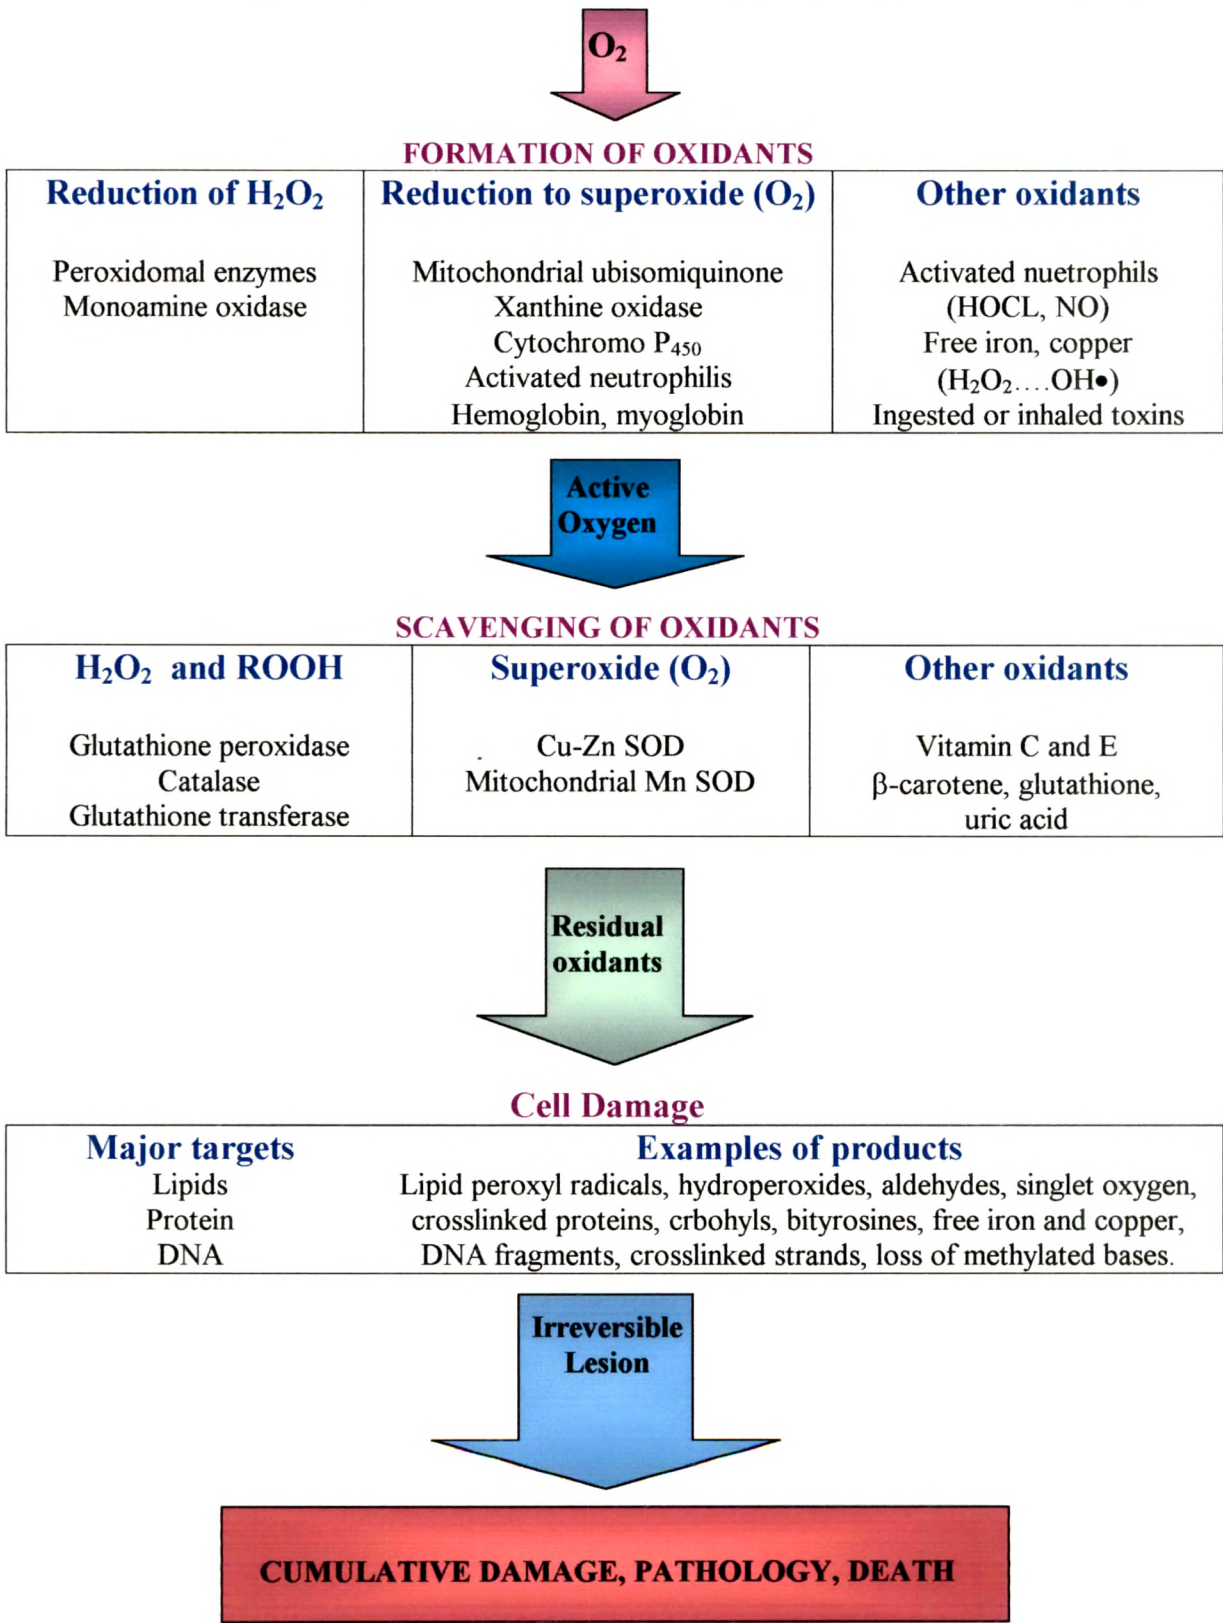 O₂
FORMATION OF OXIDANTS
Reduction of H₂O₂
Peroxidomal enzymes
Monoamine oxidase
Reduction to superoxide (O₂)
Mitochondrial ubisomiquinone
Xanthine oxidase
Cytochromo P₄₅₀
Activated neutrophilis
Hemoglobin, myoglobin
Other oxidants
Activated nuetrophils
(HOCL, NO)
Free iron, copper
(H₂O₂....OH●)
Ingested or inhaled toxins
Active
Oxygen
SCAVENGING OF OXIDANTS
H₂O₂ and ROOH
Glutathione peroxidase
Catalase
Glutathione transferase
Superoxide (O₂)
Cu-Zn SOD
Mitochondrial Mn SOD
Other oxidants
Vitamin C and E
β-carotene, glutathione,
uric acid
Residual
oxidants
Cell Damage
Major targets
Lipids
Protein
DNA
Examples of products
Lipid peroxyl radicals, hydroperoxides, aldehydes, singlet oxygen,
crosslinked proteins, crbohyls, bityrosines, free iron and copper,
DNA fragments, crosslinked strands, loss of methylated bases.
Irreversible
Lesion
CUMULATIVE DAMAGE, PATHOLOGY, DEATH